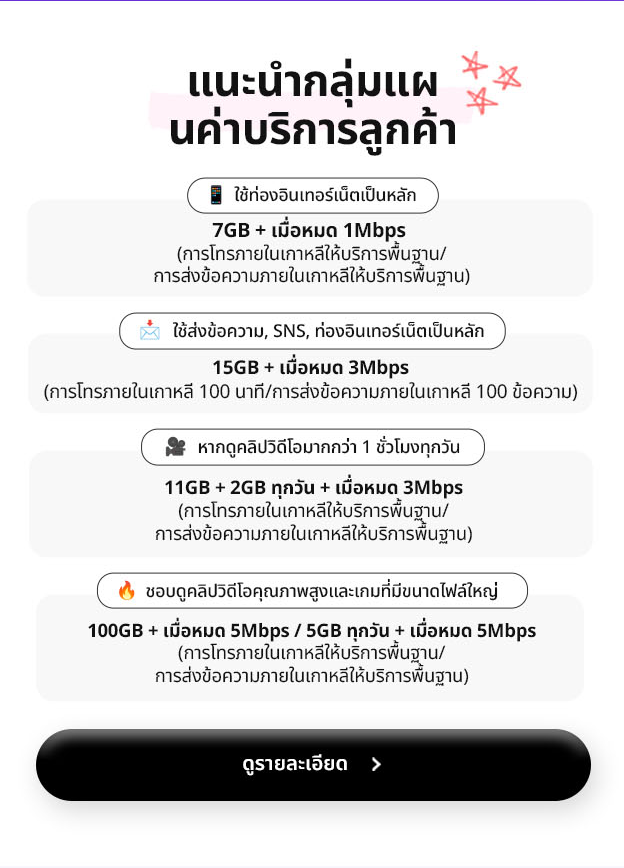 แนะนำกลุ่มแผ
นค่าบริการลูกค้า
ใช้ท่องอินเทอร์เน็ตเป็นหลัก
7GB + เมื่อหมด 1Mbps
(การโทรภายในเกาหลีให้บริการพื้นฐาน/
การส่งข้อความภายในเกาหลีให้บริการพื้นฐาน)
ใช้ส่งข้อความ, SNS, ท่องอินเทอร์เน็ตเป็นหลัก
15GB + เมื่อหมด 3Mbps
(การโทรภายในเกาหลี 100 นาที/การส่งข้อความภายในเกาหลี 100 ข้อความ)
หากดูคลิปวิดีโอมากกว่า 1 ชั่วโมงทุกวัน
11GB + 2GB ทุกวัน + เมื่อหมด 3Mbps
(การโทรภายในเกาหลีให้บริการพื้นฐาน/
การส่งข้อความภายในเกาหลีให้บริการพื้นฐาน)
ชอบดูคลิปวิดีโอคุณภาพสูงและเกมที่มีขนาดไฟล์ใหญ่
100GB + เมื่อหมด 5Mbps / 5GB ทุกวัน + เมื่อหมด 5Mbps
(การโทรภายในเกาหลีให้บริการพื้นฐาน/
การส่งข้อความภายในเกาหลีให้บริการพื้นฐาน)
ดูรายละเอียด